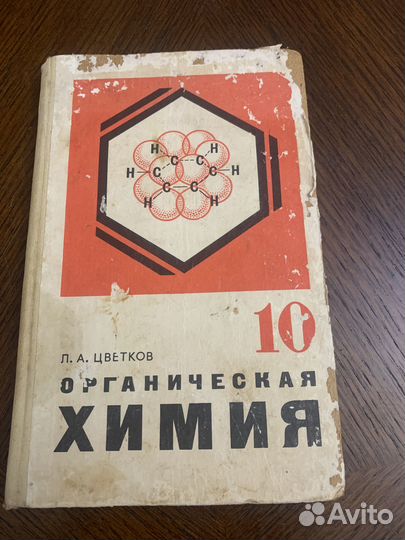 H
C C
H C C H
C C
H H
10
Л. А. ЦВЕТКОВ
ОРГАНИЧЕСКАЯ
ХИМИЯ
Avito